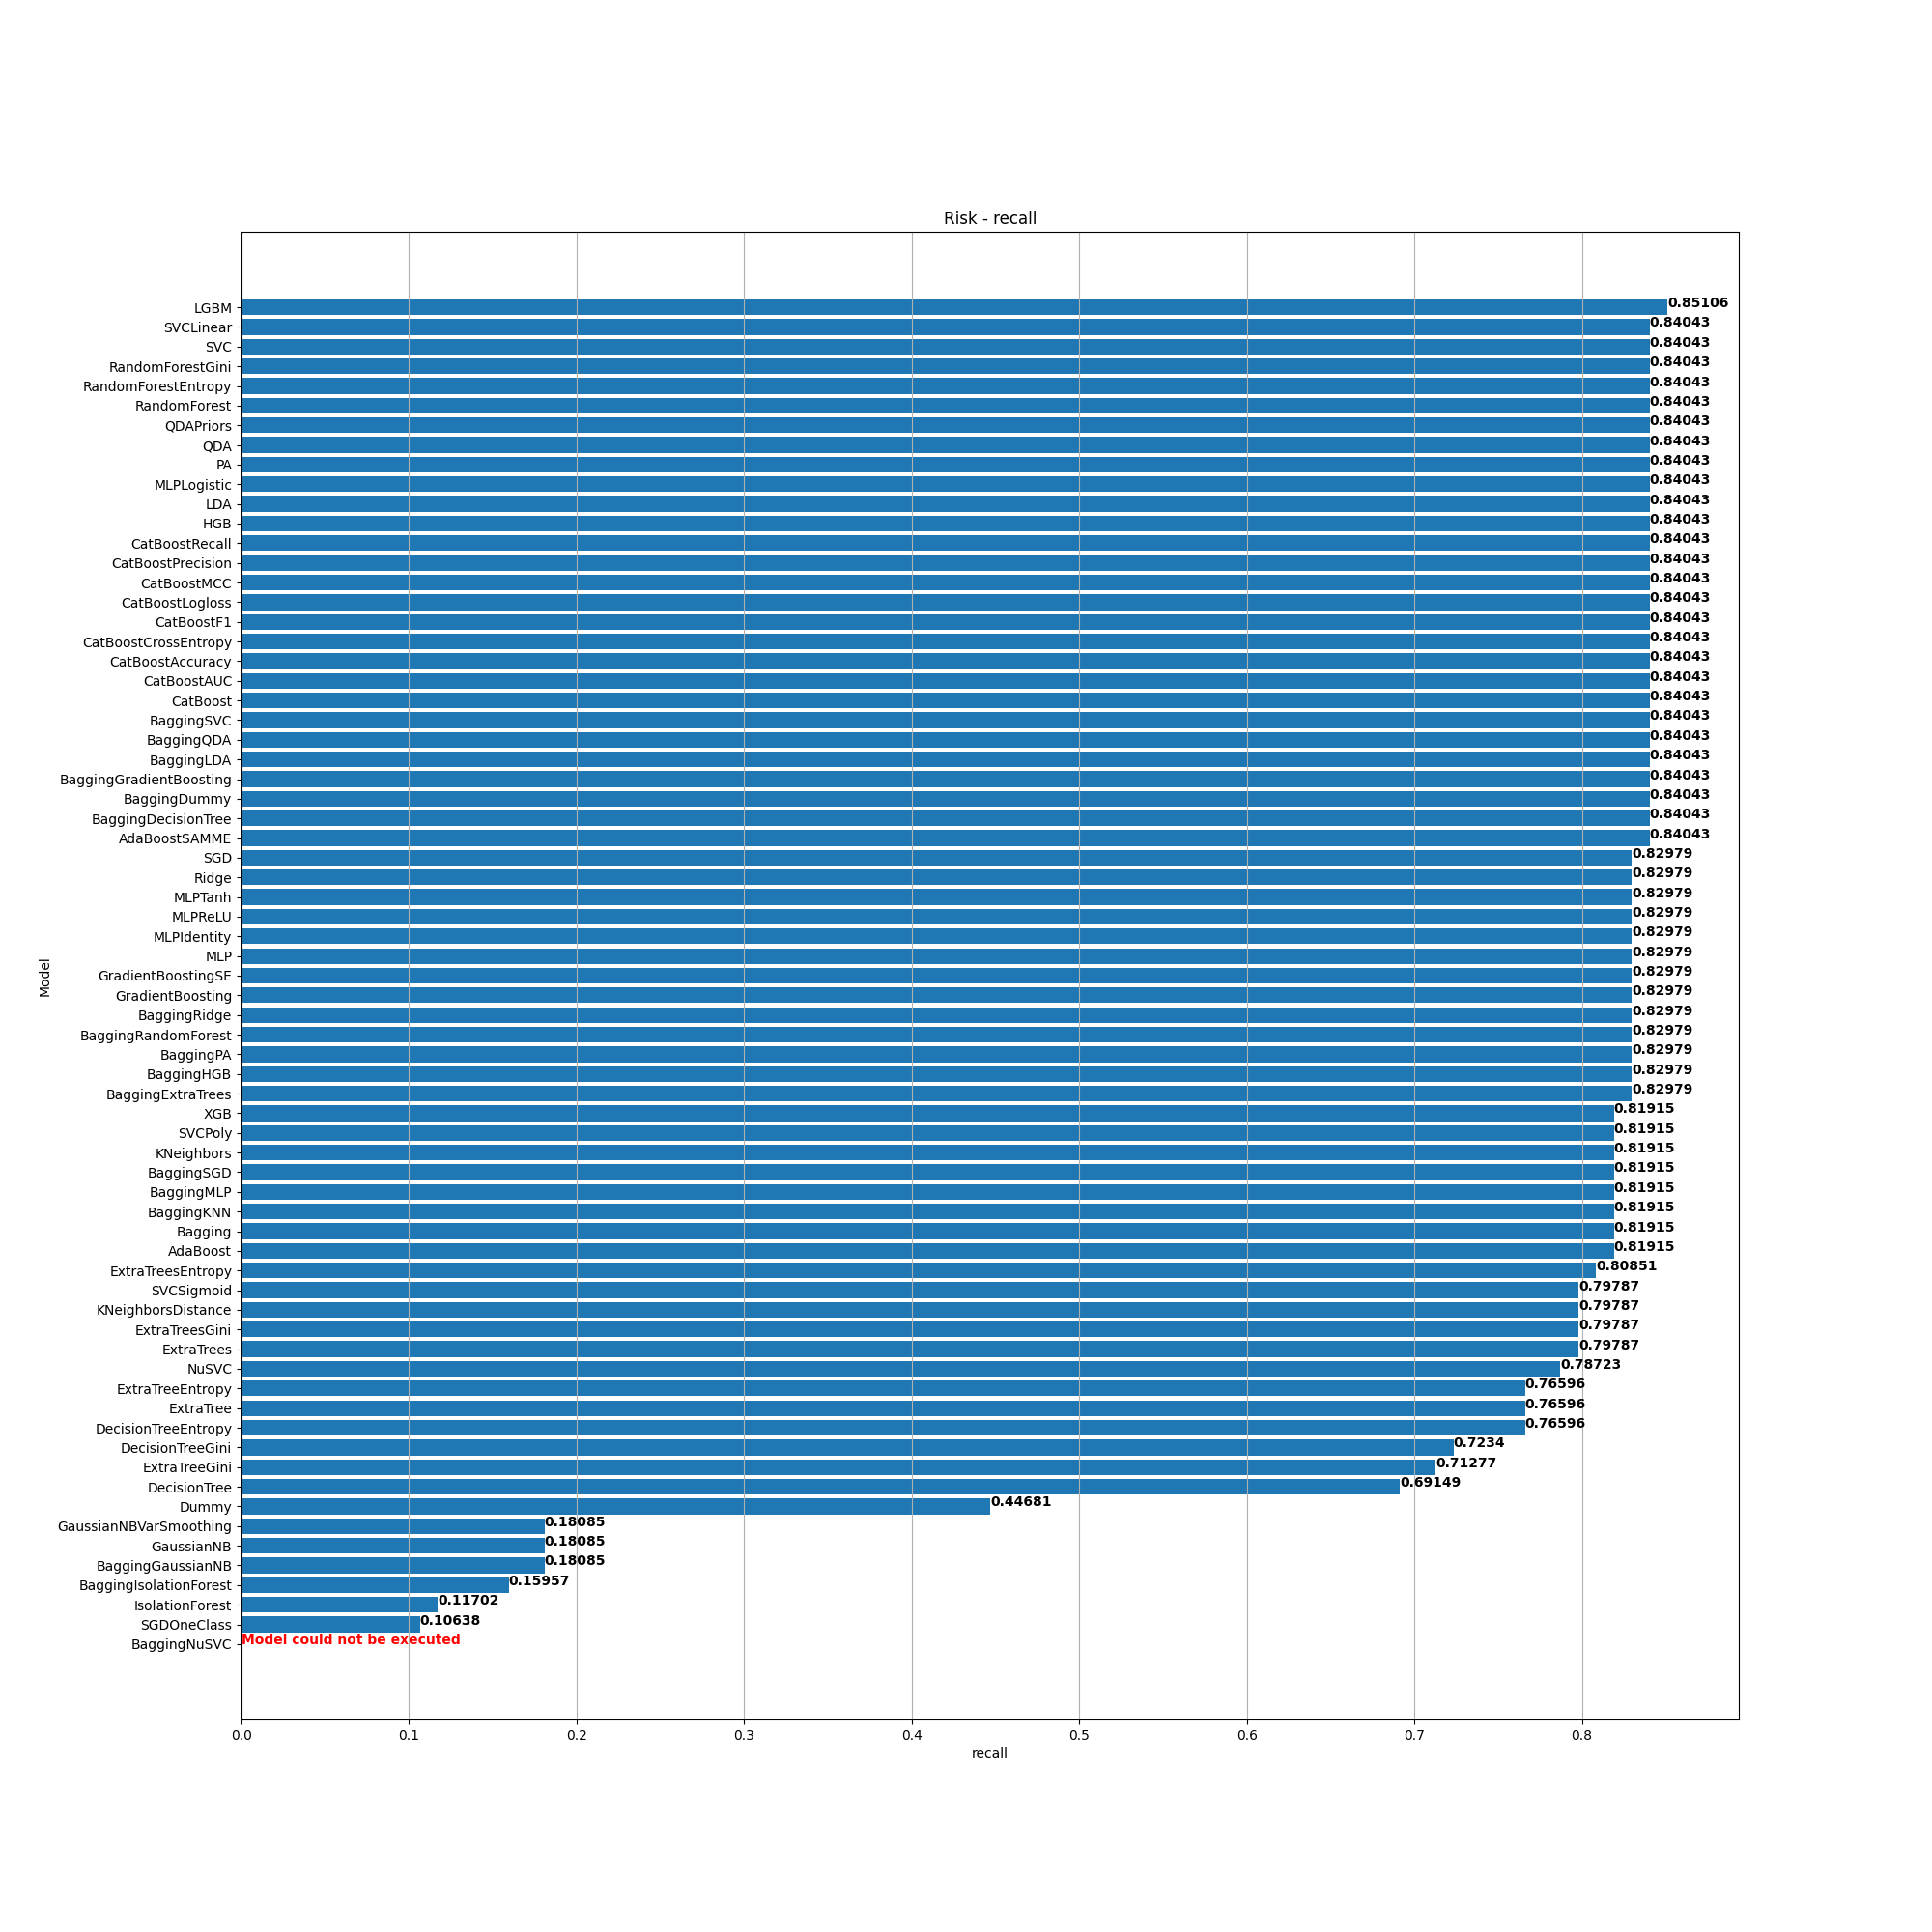 Risk - recall
LGBM 0.85106
SVCLinear 0.84043
SVC 0.84043
RandomForestGini 0.84043
RandomForestEntropy 0.84043
RandomForest 0.84043
QDAPriors 0.84043
QDA 0.84043
PA 0.84043
MLPLogistic 0.84043
LDA 0.84043
HGB 0.84043
CatBoostRecall 0.84043
CatBoostPrecision 0.84043
CatBoostMCC 0.84043
CatBoostLogloss 0.84043
CatBoostF1 0.84043
CatBoostCrossEntropy 0.84043
CatBoostAccuracy 0.84043
CatBoostAUC 0.84043
CatBoost 0.84043
BaggingSVC 0.84043
BaggingQDA 0.84043
BaggingLDA 0.84043
BaggingGradientBoosting 0.84043
BaggingDummy 0.84043
BaggingDecisionTree 0.84043
AdaBoostSAMME 0.84043
SGD 0.82979
Ridge 0.82979
MLPTanh 0.82979
MLPReLU 0.82979
MLPIdentity 0.82979
MLP 0.82979
GradientBoostingSE 0.82979
GradientBoosting 0.82979
BaggingRidge 0.82979
BaggingRandomForest 0.82979
BaggingPA 0.82979
BaggingHGB 0.82979
BaggingExtraTrees 0.82979
XGB 0.81915
SVCPoly 0.81915
KNeighbors 0.81915
BaggingSGD 0.81915
BaggingMLP 0.81915
BaggingKNN 0.81915
Bagging 0.81915
AdaBoost 0.81915
ExtraTreesEntropy 0.80851
SVCSigmoid 0.79787
KNeighborsDistance 0.79787
ExtraTreesGini 0.79787
ExtraTrees 0.79787
NuSVC 0.78723
ExtraTreeEntropy 0.76596
ExtraTree 0.76596
DecisionTreeEntropy 0.76596
DecisionTreeGini 0.7234
ExtraTreeGini 0.71277
DecisionTree 0.69149
Dummy 0.44681
GaussianNBVarSmoothing 0.18085
GaussianNB 0.18085
BaggingGaussianNB 0.18085
BaggingIsolationForest 0.15957
IsolationForest 0.11702
SGDOneClass 0.10638
BaggingNuSVC Model could not be executed
Model
0.0 0.1 0.2 0.3 0.4 0.5 0.6 0.7 0.8
recall